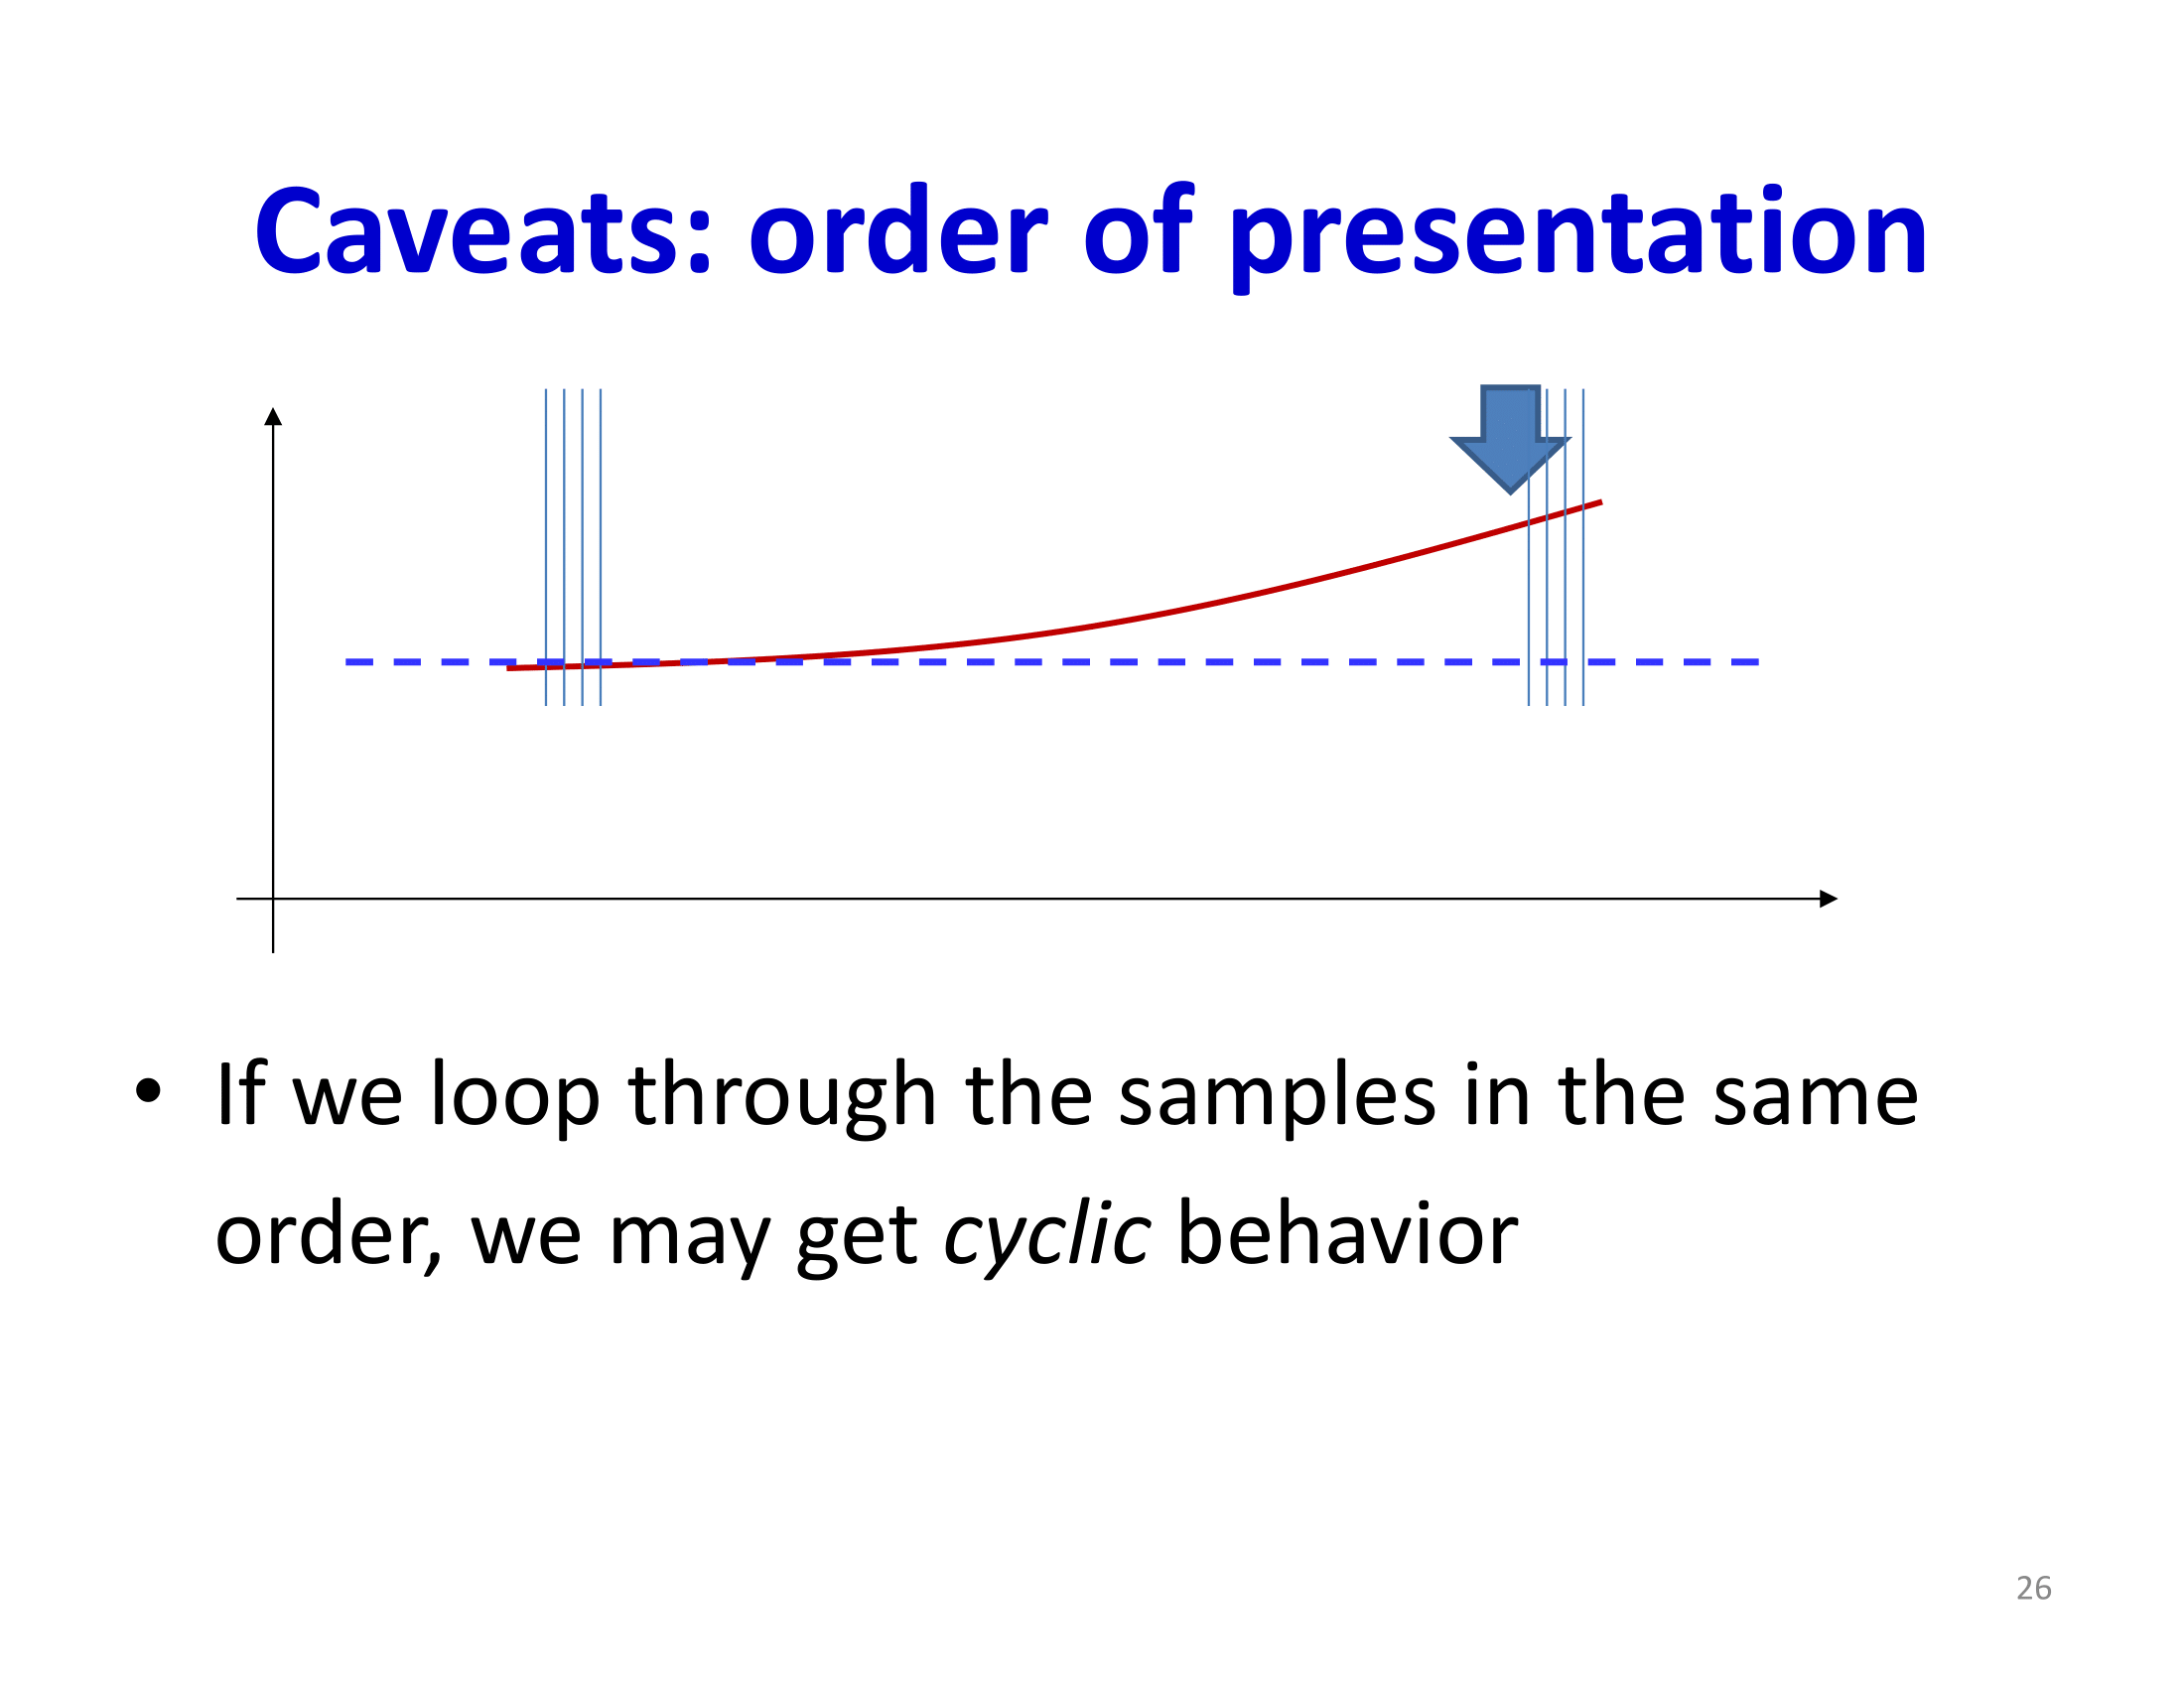 Caveats: order of presentation
• If we loop through the samples in the same
order, we may get cyclic behavior
26